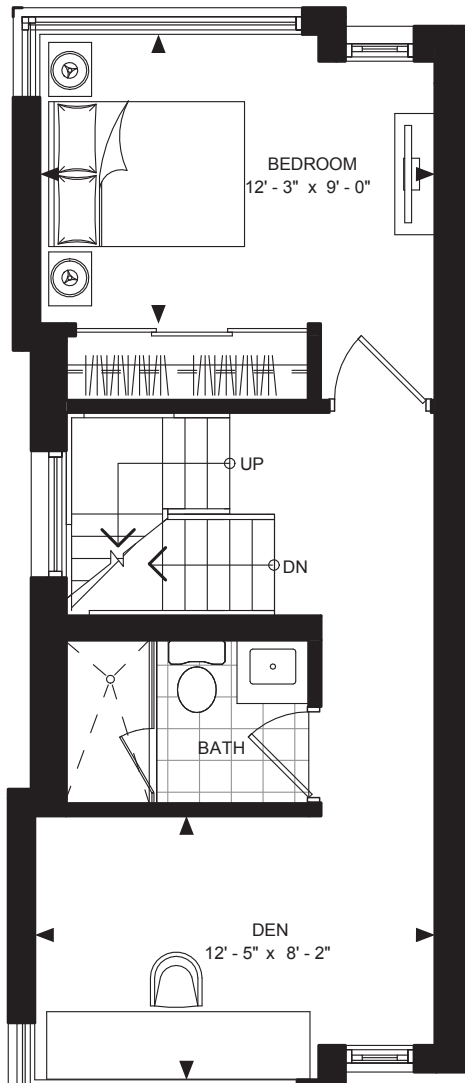 BEDROOM
12' - 3" x 9' - 0"
UP
DN
BATH
DEN
12' - 5" x 8' - 2"